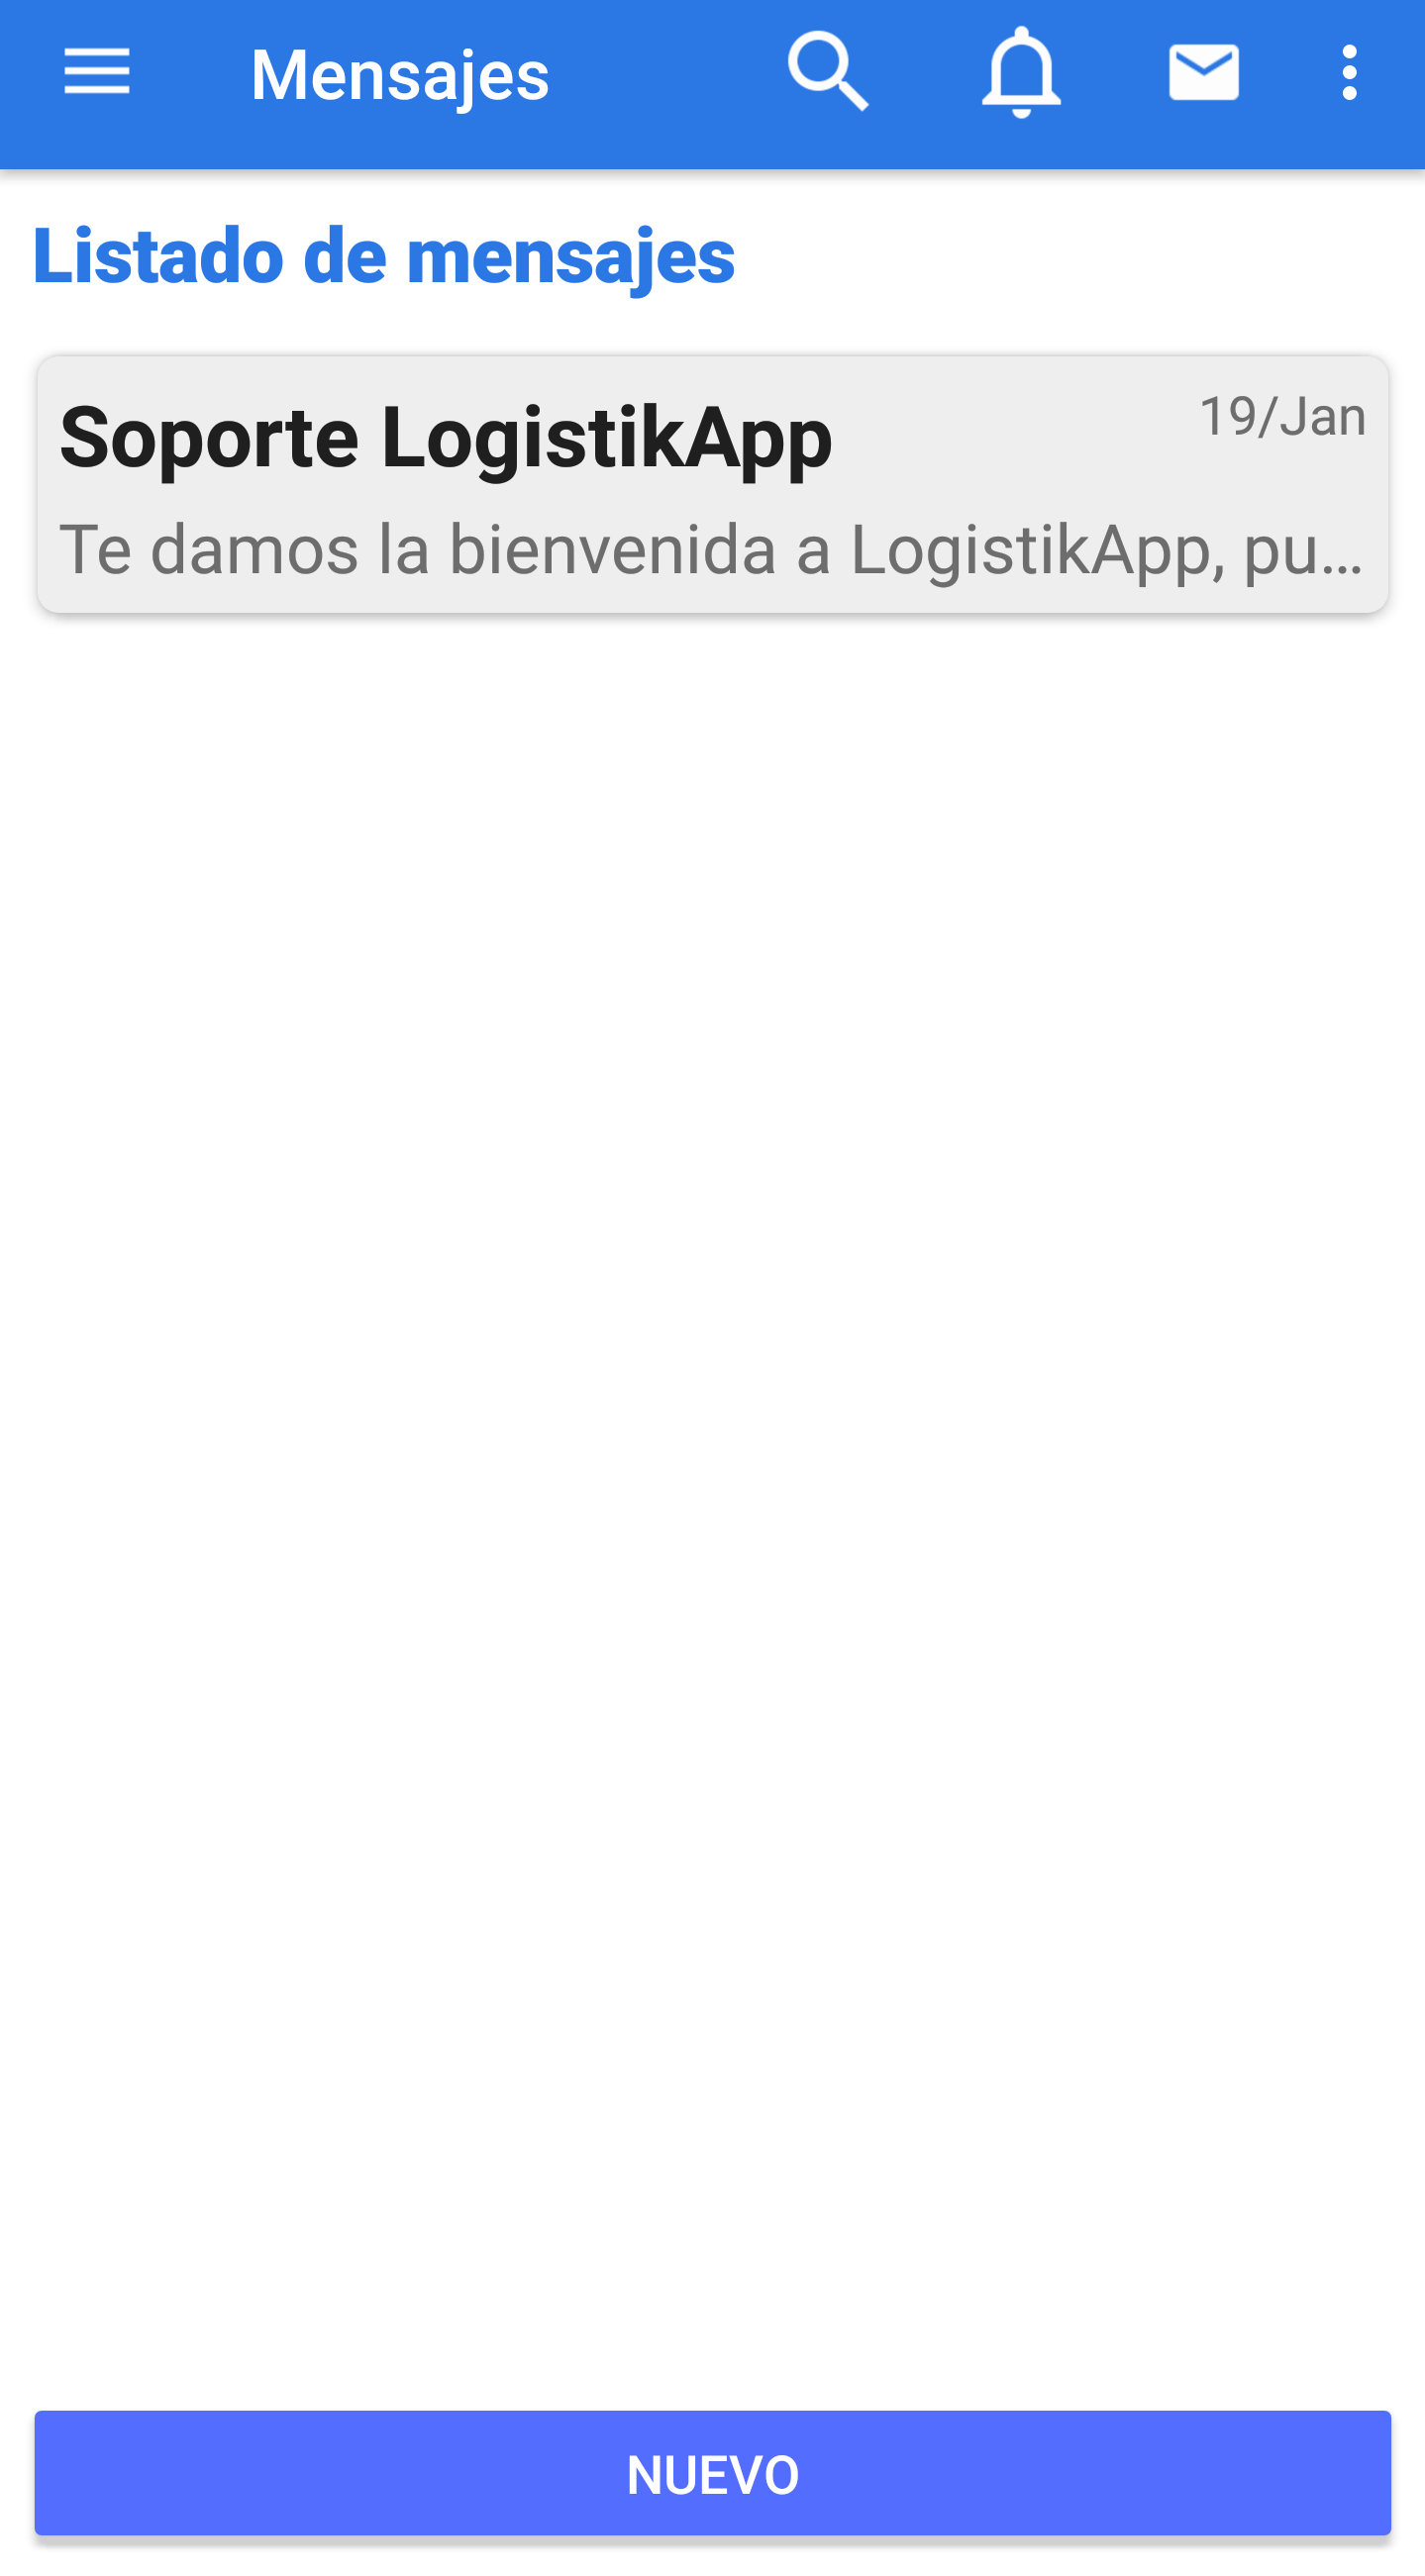 Mensajes
Listado de mensajes
Soporte LogistikApp
19/Jan
Te damos la bienvenida a LogistikApp, pu...
NUEVO